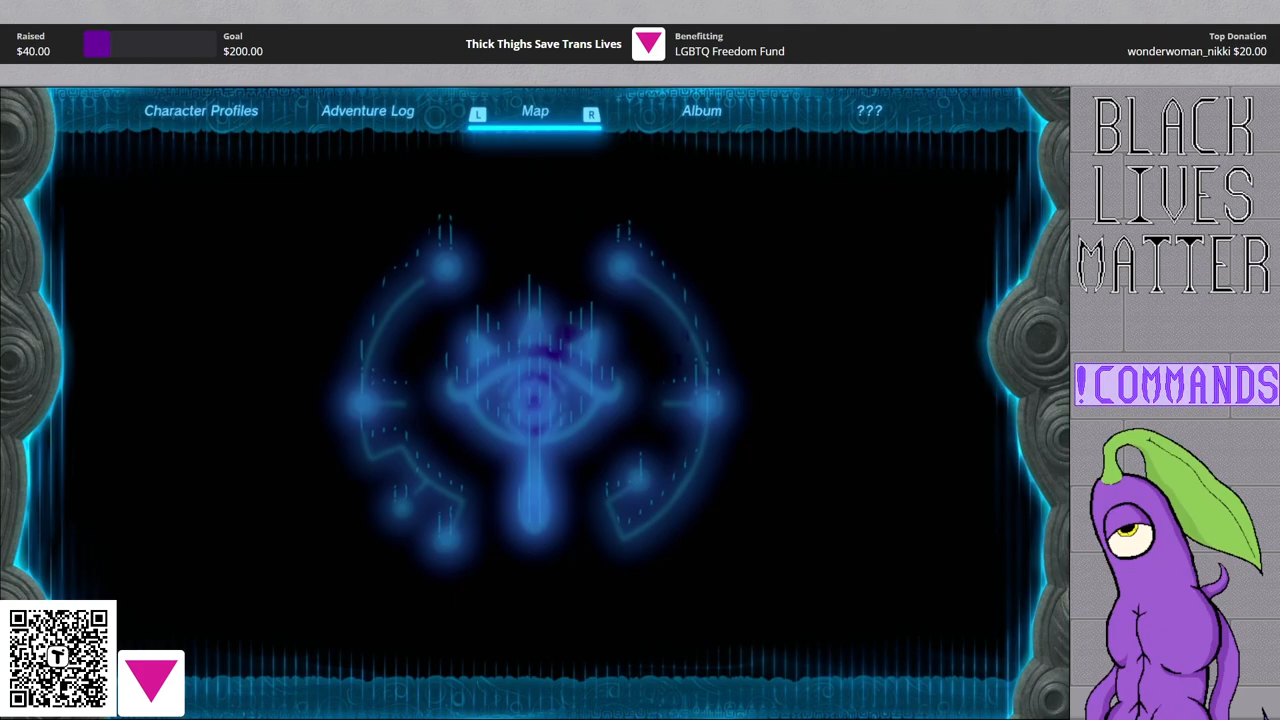 Raised
$40.00
Goal
$200.00
Thick Thighs Save Trans Lives
Benefitting
LGBTQ Freedom Fund
Top Donation
wonderwoman_nikki $20.00
Character Profiles
Adventure Log
L
Map
R
Album
???
BLACK
LIVES
MATTER
!COMMANDS
T